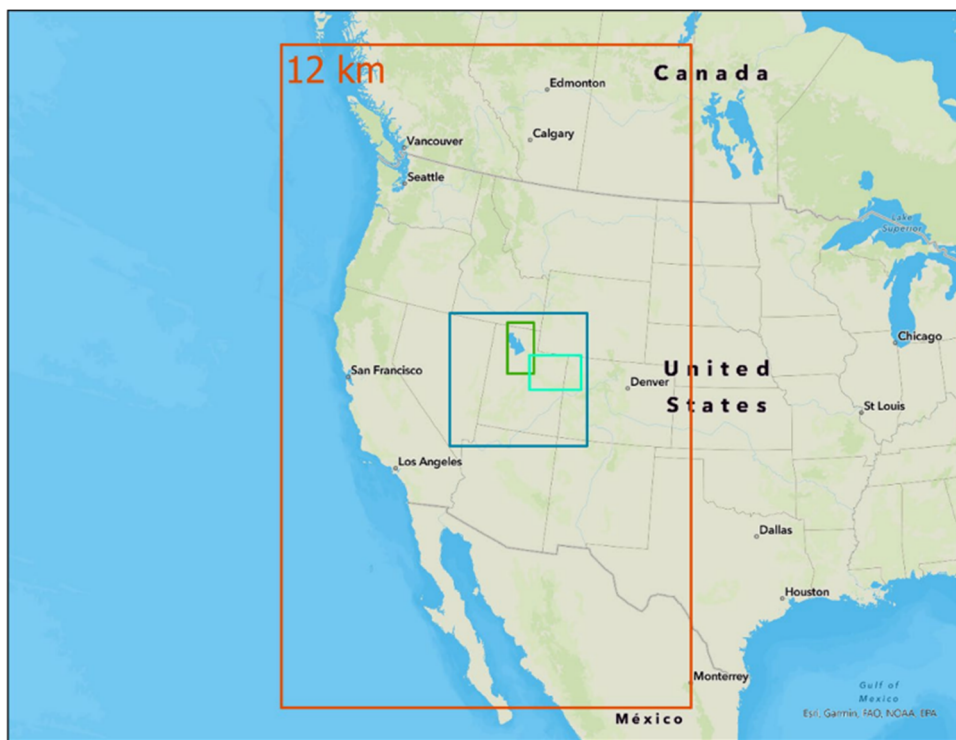 12 km
Canada
Edmonton
Calgary
Vancouver
Seattle
Lake
Superior
Chicago
San Francisco
United
Denver
States
St Louis
Los Angeles
Dallas
Houston
Monterrey
Gulf of
Mexico
México
Esri, Garmin, FAO, NOAA, EPA